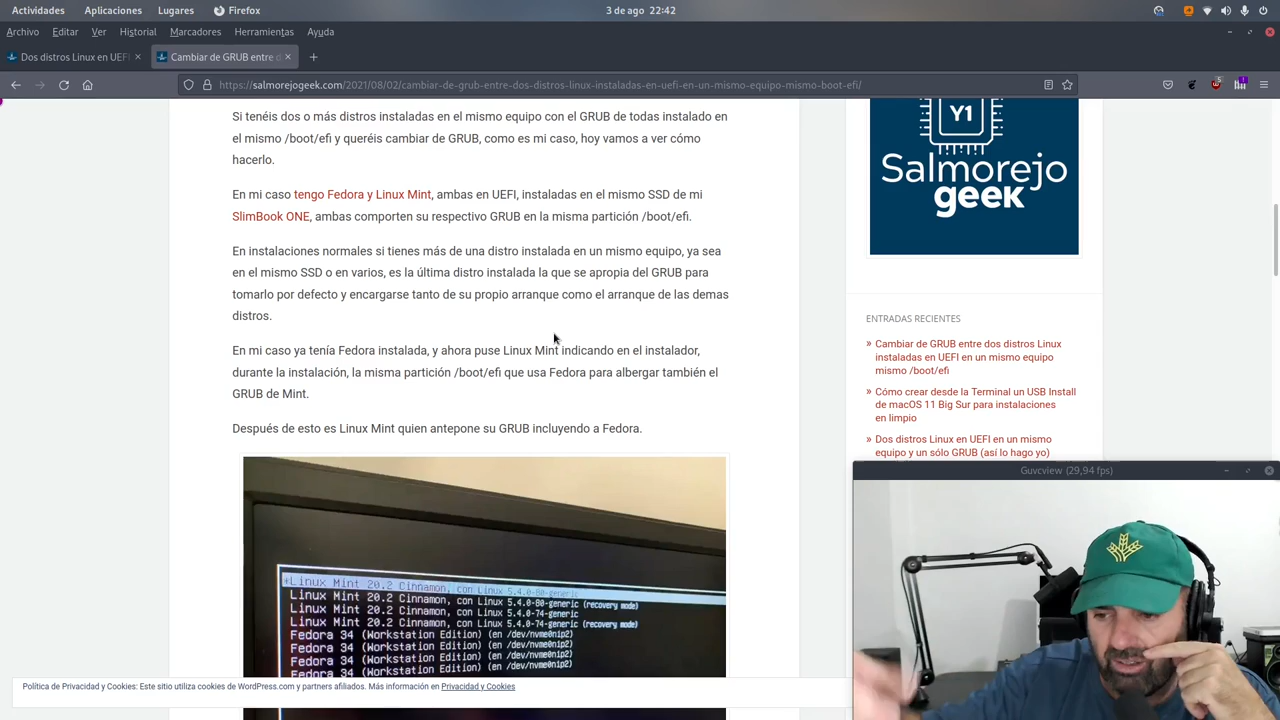 Actividades
Aplicaciones
Lugares
Firefox
3 de ago 22:42
Archivo
Editar
Ver
Historial
Marcadores
Herramientas
Ayuda
Dos distros Linux en UEFI
Cambiar de GRUB entre d
https://salmorejogeek.com/2021/08/02/cambiar-de-grub-entre-dos-distros-linux-instaladas-en-uefi-en-un-mismo-equipo-mismo-boot-efi/
Si tenéis dos o más distros instaladas en el mismo equipo con el GRUB de todas instalado en
el mismo /boot/efi y queréis cambiar de GRUB, como es mi caso, hoy vamos a ver cómo
hacerlo.
En mi caso tengo Fedora y Linux Mint, ambas en UEFI, instaladas en el mismo SSD de mi
SlimBook ONE, ambas comporten su respectivo GRUB en la misma partición /boot/efi.
En instalaciones normales si tienes más de una distro instalada en un mismo equipo, ya sea
en el mismo SSD o en varios, es la última distro instalada la que se apropia del GRUB para
tomarlo por defecto y encargarse tanto de su propio arranque como el arranque de las demas
distros.
En mi caso ya tenía Fedora instalada, y ahora puse Linux Mint indicando en el instalador,
durante la instalación, la misma partición /boot/efi que usa Fedora para albergar también el
GRUB de Mint.
Después de esto es Linux Mint quien antepone su GRUB incluyendo a Fedora.
*Linux Mint 20.2 Cinnamon, con Linux 5.4.0-80-generic
Linux Mint 20.2 Cinnamon, con Linux 5.4.0-80-generic (recovery mode)
Linux Mint 20.2 Cinnamon, con Linux 5.4.0-74-generic
Linux Mint 20.2 Cinnamon, con Linux 5.4.0-74-generic (recovery mode)
Fedora 34 (Workstation Edition) (en /dev/nvme0n1p2)
Fedora 34 (Workstation Edition) (en /dev/nvme0n1p2)
Fedora 34 (Workstation Edition) (en /dev/nvme0n1p2)
Fedora 34 (Workstation Edition) (en
Y1
Salmorejo
geek
ENTRADAS RECIENTES
» Cambiar de GRUB entre dos distros Linux
instaladas en UEFI en un mismo equipo
mismo /boot/efi
» Cómo crear desde la Terminal un USB Install
de macOS 11 Big Sur para instalaciones
en limpio
» Dos distros Linux en UEFI en un mismo
equipo y un sólo GRUB (así lo hago yo)
Guvcview (29,94 fps)
Política de Privacidad y Cookies: Este sitio utiliza cookies de WordPress.com y partners afiliados. Más información en Privacidad y Cookies